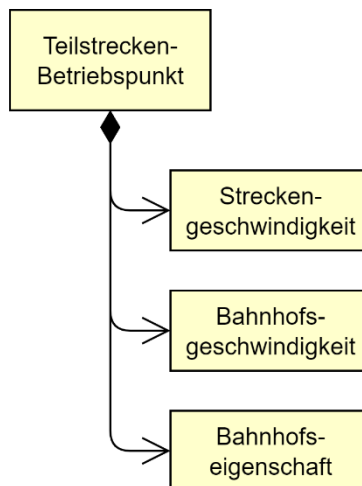 Teilstrecken-
Betriebspunkt
Strecken-
geschwindigkeit
Bahnhofs-
geschwindigkeit
Bahnhofs-
eigenschaft